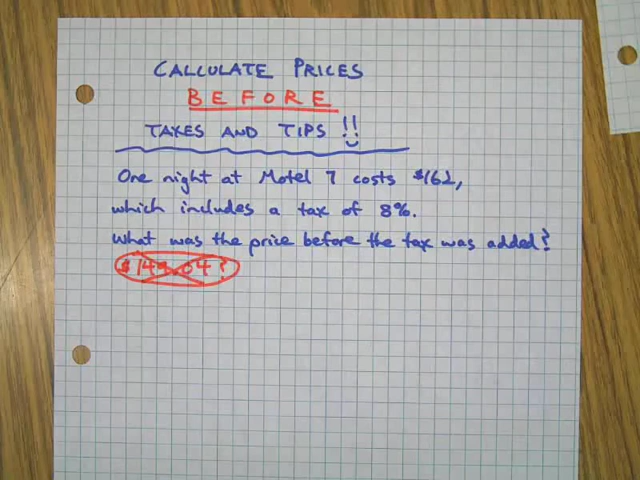 CALCULATE PRICES
BEFORE
TAXES AND TIPS !!
One night at Motel 7 costs $162,
which includes a tax of 8%.
What was the price before the tax was added?
$149.04?